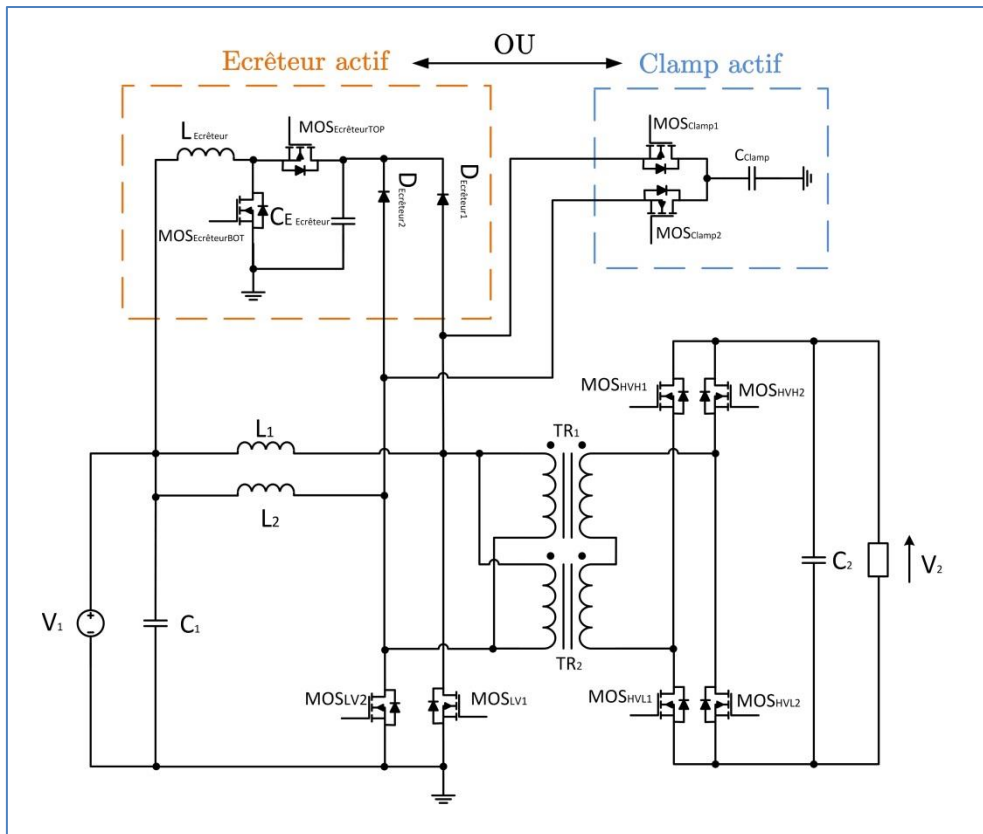 OU
Ecrêteur actif
Clamp actif
L Ecrêteur
MOSEcrêteurTOP
DEcrêteur2
DEcrêteur1
MOSClamp1
CClamp
MOSClamp2
CE Ecrêteur
MOSEcrêteurBOT
MOSHVH1
MOSHVH2
L1
TR1
L2
V1
C1
C2
V2
TR2
MOSLV2
MOSLV1
MOSHVL1
MOSHVL2